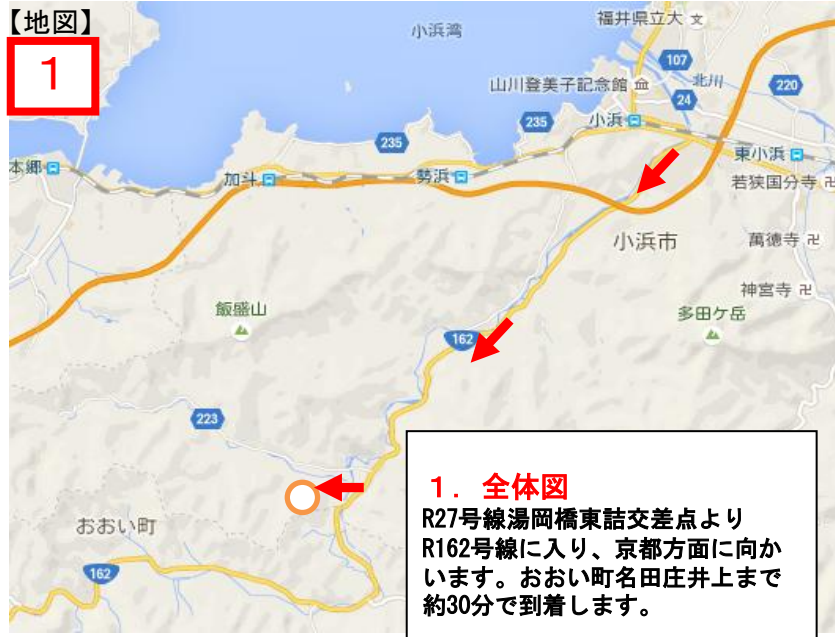 【地図】
1
小浜湾
福井県立大
107
山川登美子記念館
北川
220
24
235
小浜
235
東小浜
本郷
加斗
勢浜
若狭国分寺
小浜市
萬徳寺
神宮寺
飯盛山
多田ケ岳
162
223
おおい町
162
1. 全体図
R27号線湯岡橋東詰交差点より
R162号線に入り、京都方面に向か
います。おおい町名田庄井上まで
約30分で到着します。